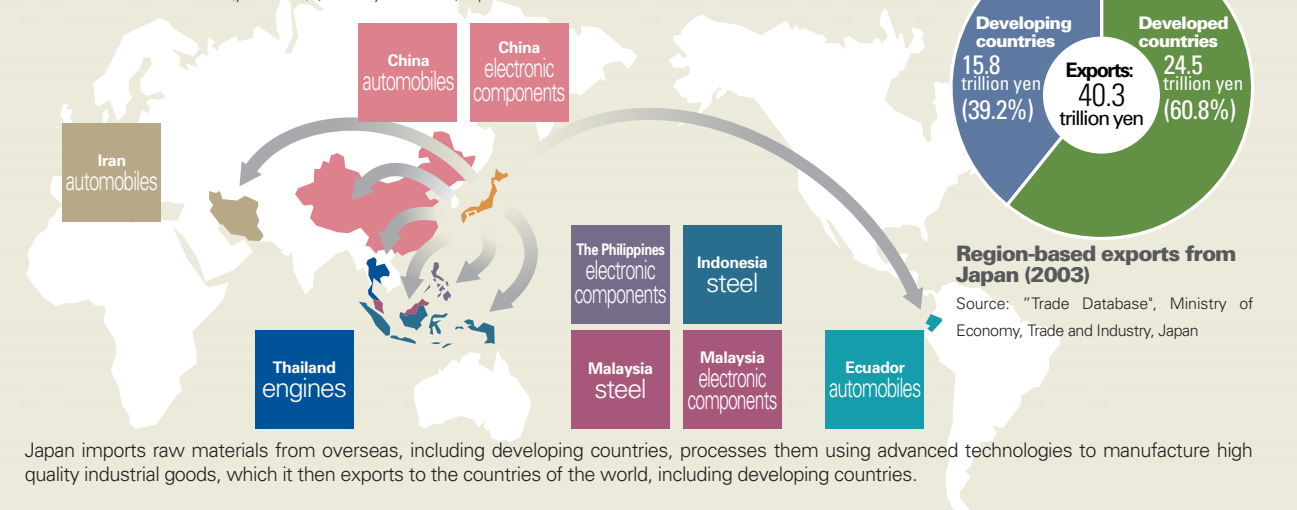 China
automobiles
China
electronic
components
Iran
automobiles
The Philippines
electronic
components
Indonesia
steel
Thailand
engines
Malaysia
steel
Malaysia
electronic
components
Ecuador
automobiles
Developing
countries
15.8
trillion yen
(39.2%)
Exports:
40.3
trillion yen
Developed
countries
24.5
trillion yen
(60.8%)
Region-based exports from
Japan (2003)
Source: "Trade Database", Ministry of
Economy, Trade and Industry, Japan
Japan imports raw materials from overseas, including developing countries, processes them using advanced technologies to manufacture high
quality industrial goods, which it then exports to the countries of the world, including developing countries.